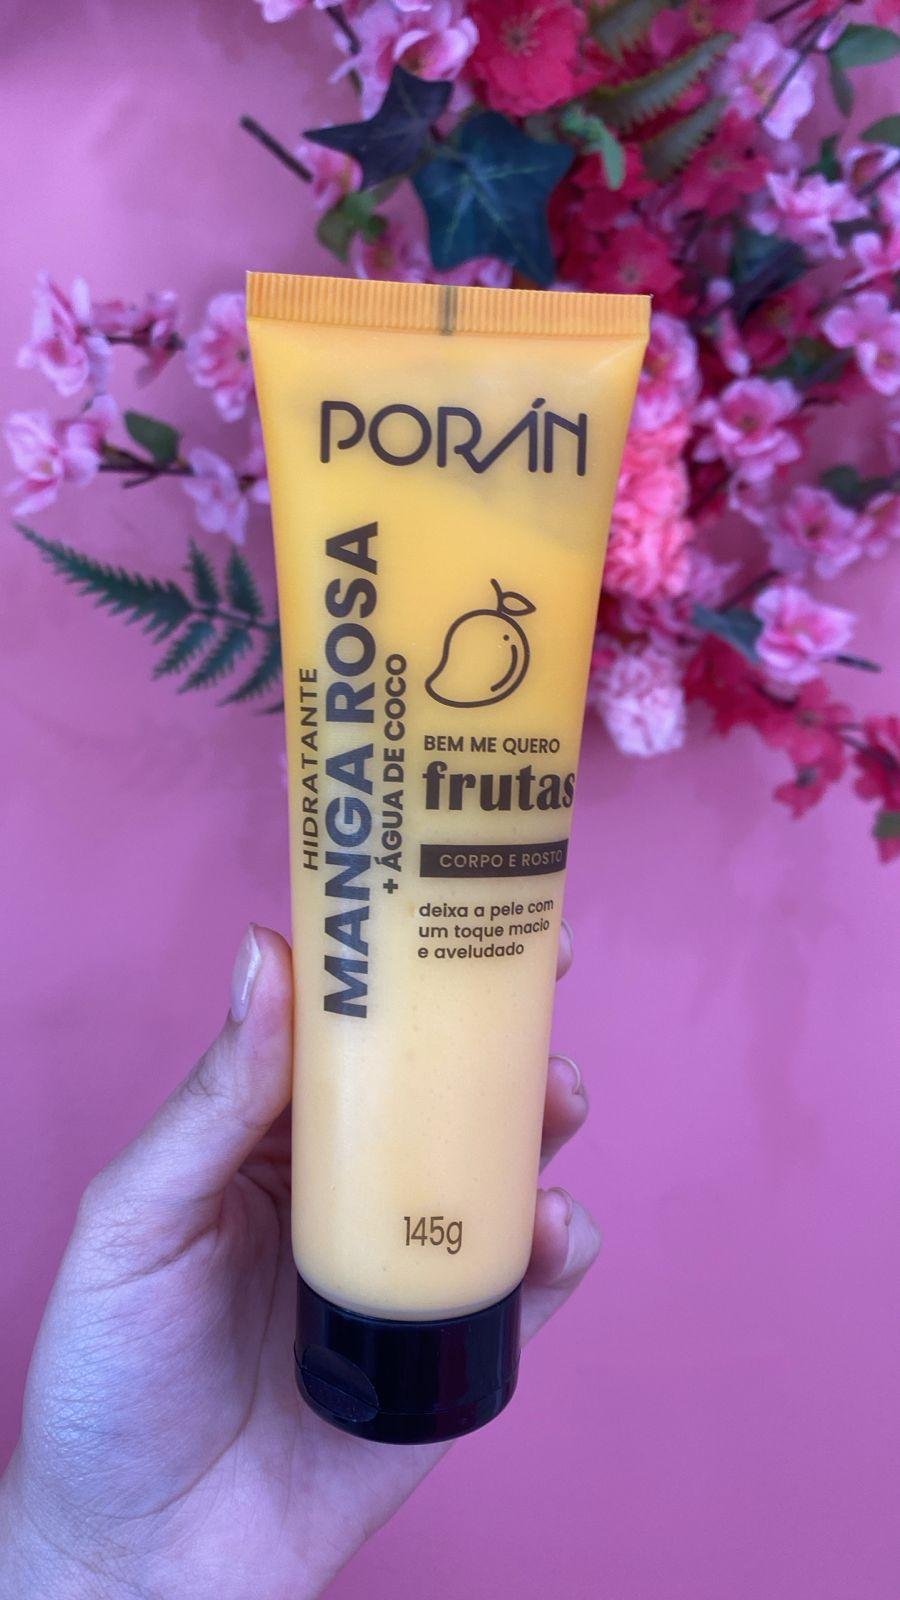 PORÁN
HIDRATANTE
MANGA ROSA
+ ÁGUA DE COCO
BEM ME QUERO
frutas
CORPO E ROSTO
deixa a pele com
um toque macio
e aveludado
145g